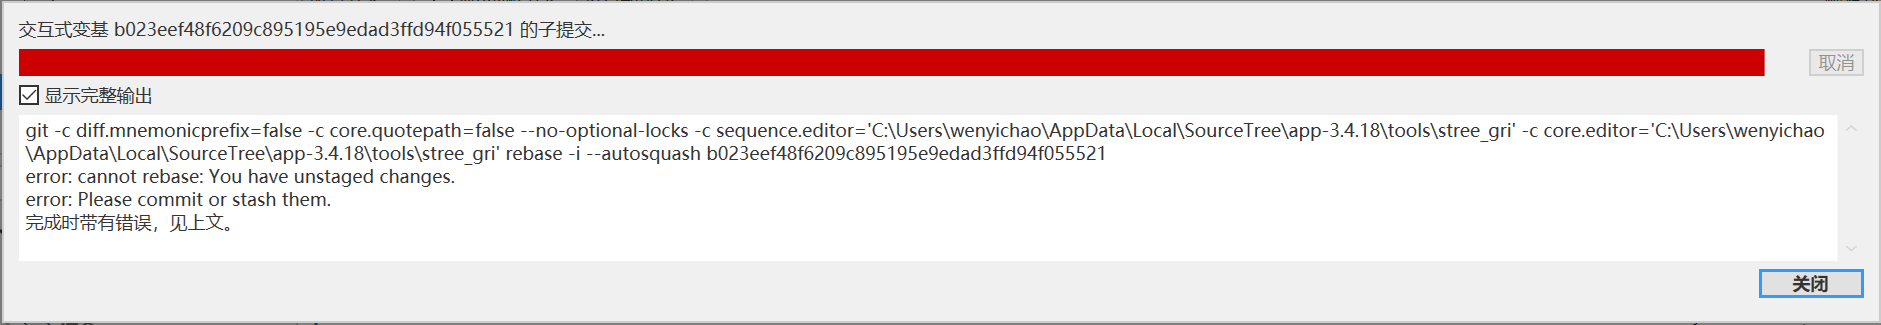 交互式变基 b023eef48f6209c895195e9edad3ffd94f055521 的子提交...
取消
显示完整输出
git -c diff.mnemonicprefix=false -c core.quotepath=false --no-optional-locks -c sequence.editor='C:\Users\wenyichao\AppData\Local\SourceTree\app-3.4.18\tools\stree_gri' -c core.editor='C:\Users\wenyichao
\AppData\Local\SourceTree\app-3.4.18\tools\stree_gri' rebase -i --autosquash b023eef48f6209c895195e9edad3ffd94f055521
error: cannot rebase: You have unstaged changes.
error: Please commit or stash them.
完成时带有错误，见上文。
关闭